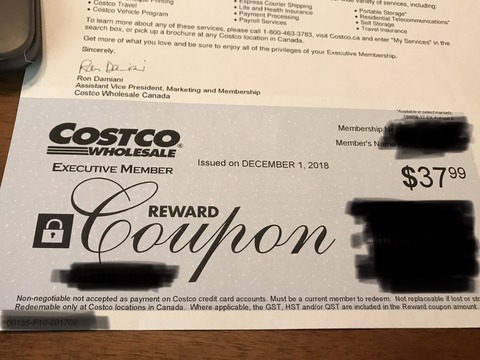 Costco Travel
Costco Vehicle Program
Express Courier Shipping
Life and Health Insurance
Payment Processing
Payroll Services
Portable Storage*
Residential Telecommunications*
Self Storage
Travel Insurance
To learn more about any of these services, please call 1-800-463-3783, visit Costco.ca and enter "My Services" in the
search box, or pick up a brochure at any Costco location in Canada.
Get more of what you love and be sure to enjoy all of the privileges of your Executive Membership.
Sincerely,
Ron Damiani
Ron Damiani
Assistant Vice President, Marketing and Membership
Costco Wholesale Canada
*Available in select markets.
COSTCO
WHOLESALE
EXECUTIVE MEMBER
Issued on DECEMBER 1, 2018
Membership
Member's Name
$37.99
REWARD
Coupon
Non-negotiable not accepted as payment on Costco credit card accounts. Must be a current member to redeem. Not replaceable if lost or
Redeemable only at Costco locations in Canada. Where applicable, the GST, HST and/or QST are included in the Reward coupon amount.